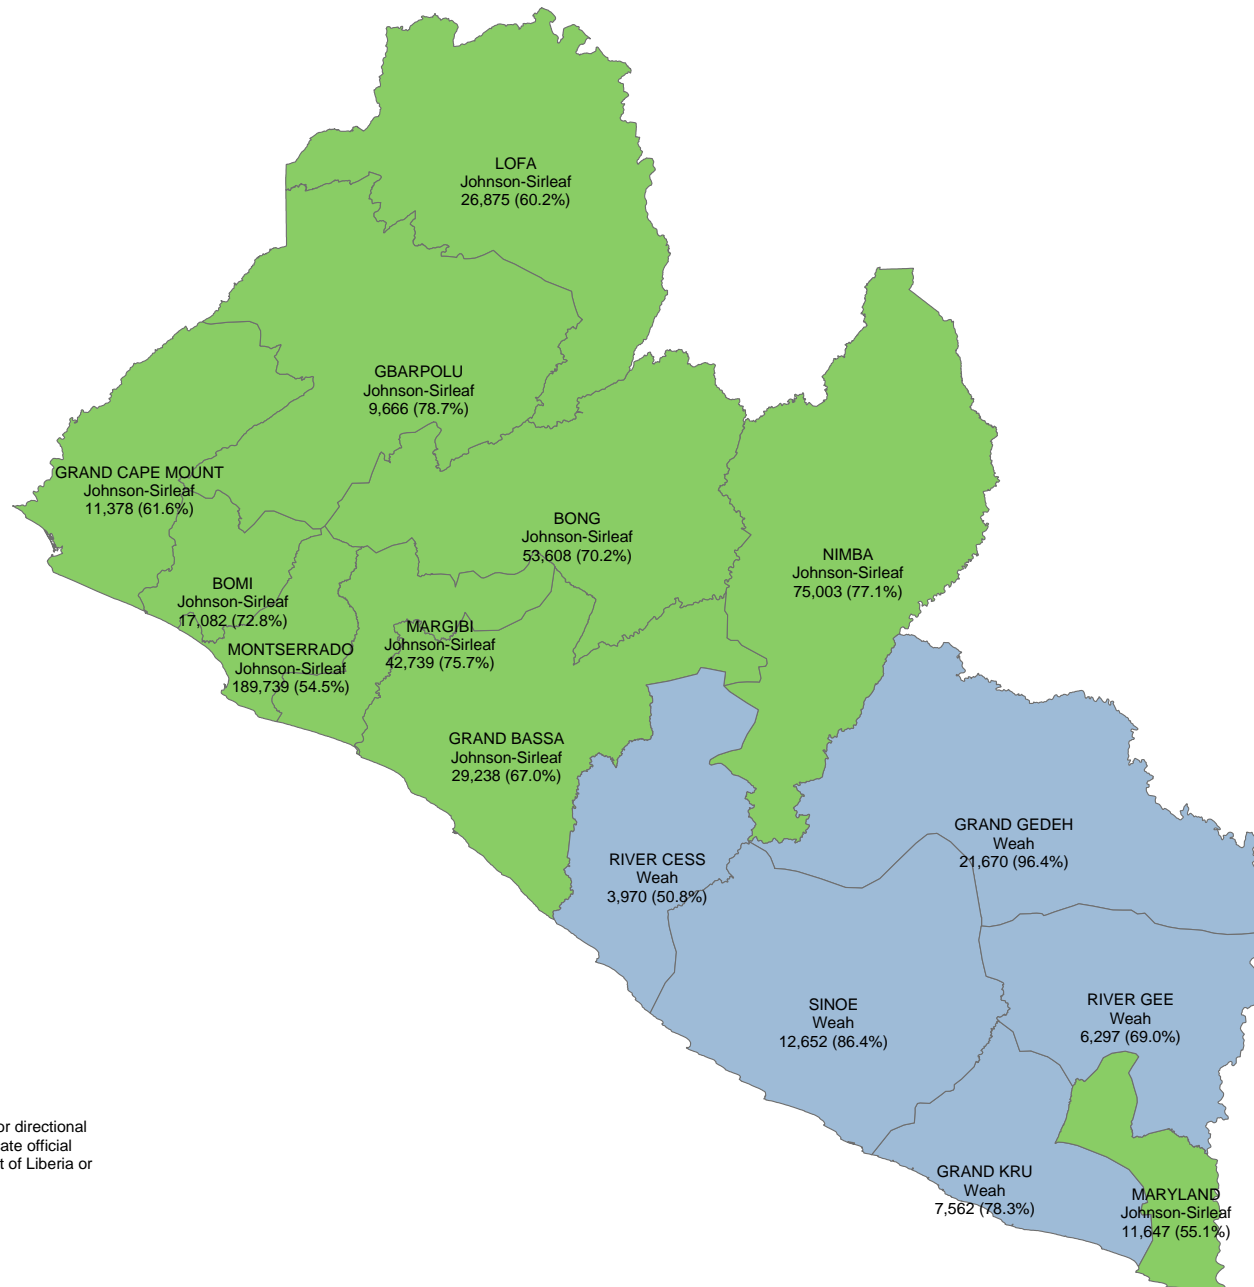 LOFA
Johnson-Sirleaf
26,875 (60.2%)
GBARPOLU
Johnson-Sirleaf
9,666 (78.7%)
GRAND CAPE MOUNT
Johnson-Sirleaf
11,378 (61.6%)
BONG
Johnson-Sirleaf
53,608 (70.2%)
NIMBA
Johnson-Sirleaf
75,003 (77.1%)
BOMI
Johnson-Sirleaf
17,082 (72.8%)
MONTSERRADO
Johnson-Sirleaf
189,739 (54.5%)
MARGIBI
Johnson-Sirleaf
42,739 (75.7%)
GRAND BASSA
Johnson-Sirleaf
29,238 (67.0%)
RIVER CESS
Weah
3,970 (50.8%)
GRAND GEDEH
Weah
21,670 (96.4%)
SINOE
Weah
12,652 (86.4%)
RIVER GEE
Weah
6,297 (69.0%)
GRAND KRU
Weah
7,562 (78.3%)
MARYLAND
Johnson-Sirleaf
11,647 (55.1%)
or directional
ate official
t of Liberia or